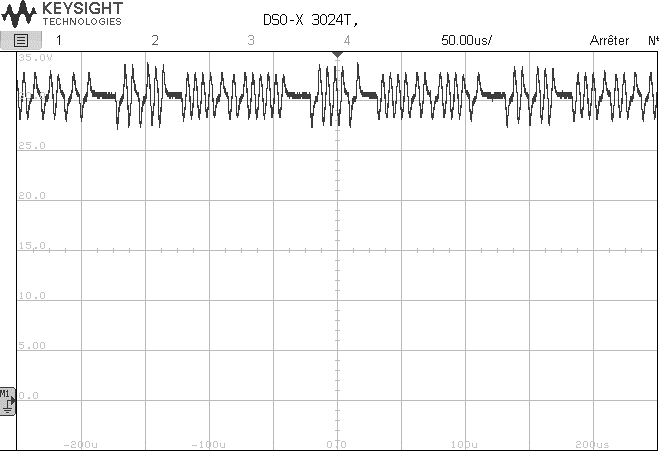 KEYSIGHT
TECHNOLOGIES
DSO-X 3024T,
1 2 3 4 50.00us/ Arrêter
35.0V
25.0
20.0
15.0
10.0
5.00
0.0
M1
-200u -100u 0.0 100u 200us